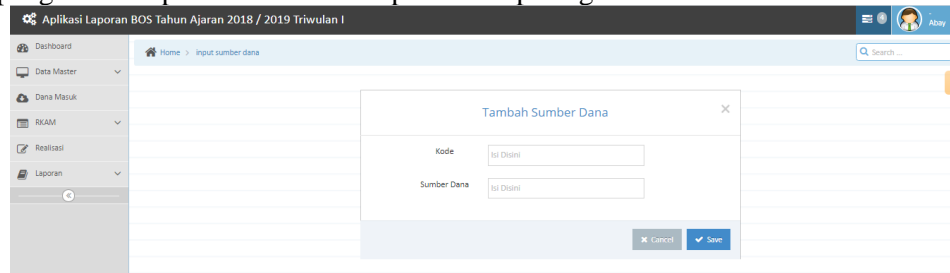 Aplikasi Laporan BOS Tahun Ajaran 2018 / 2019 Triwulan I
Abay
Dashboard
Home > input sumber dana
Search ...
Data Master
Dana Masuk
RKAM
Realisasi
Laporan
Tambah Sumber Dana
Kode
Isi Disini
Sumber Dana
Isi Disini
Cancel
Save